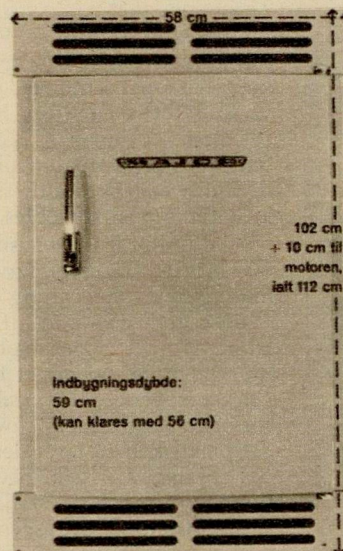 58 cm
MAJOR
102 cm
+ 10 cm til
motoren,
ialt 112 cm
Indbygningsdybde:
59 cm
(kan klares med 56 cm)